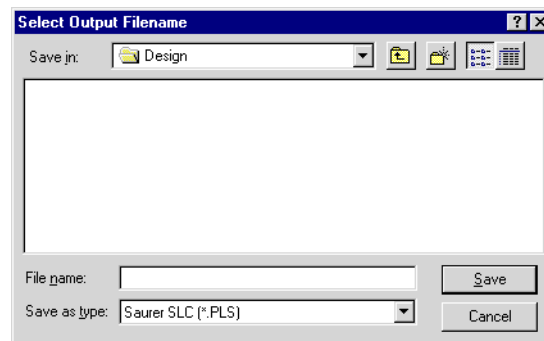 Select Output Filename
Save in: Design
File name: Save
Save as type: Saurer SLC (*.PLS) Cancel